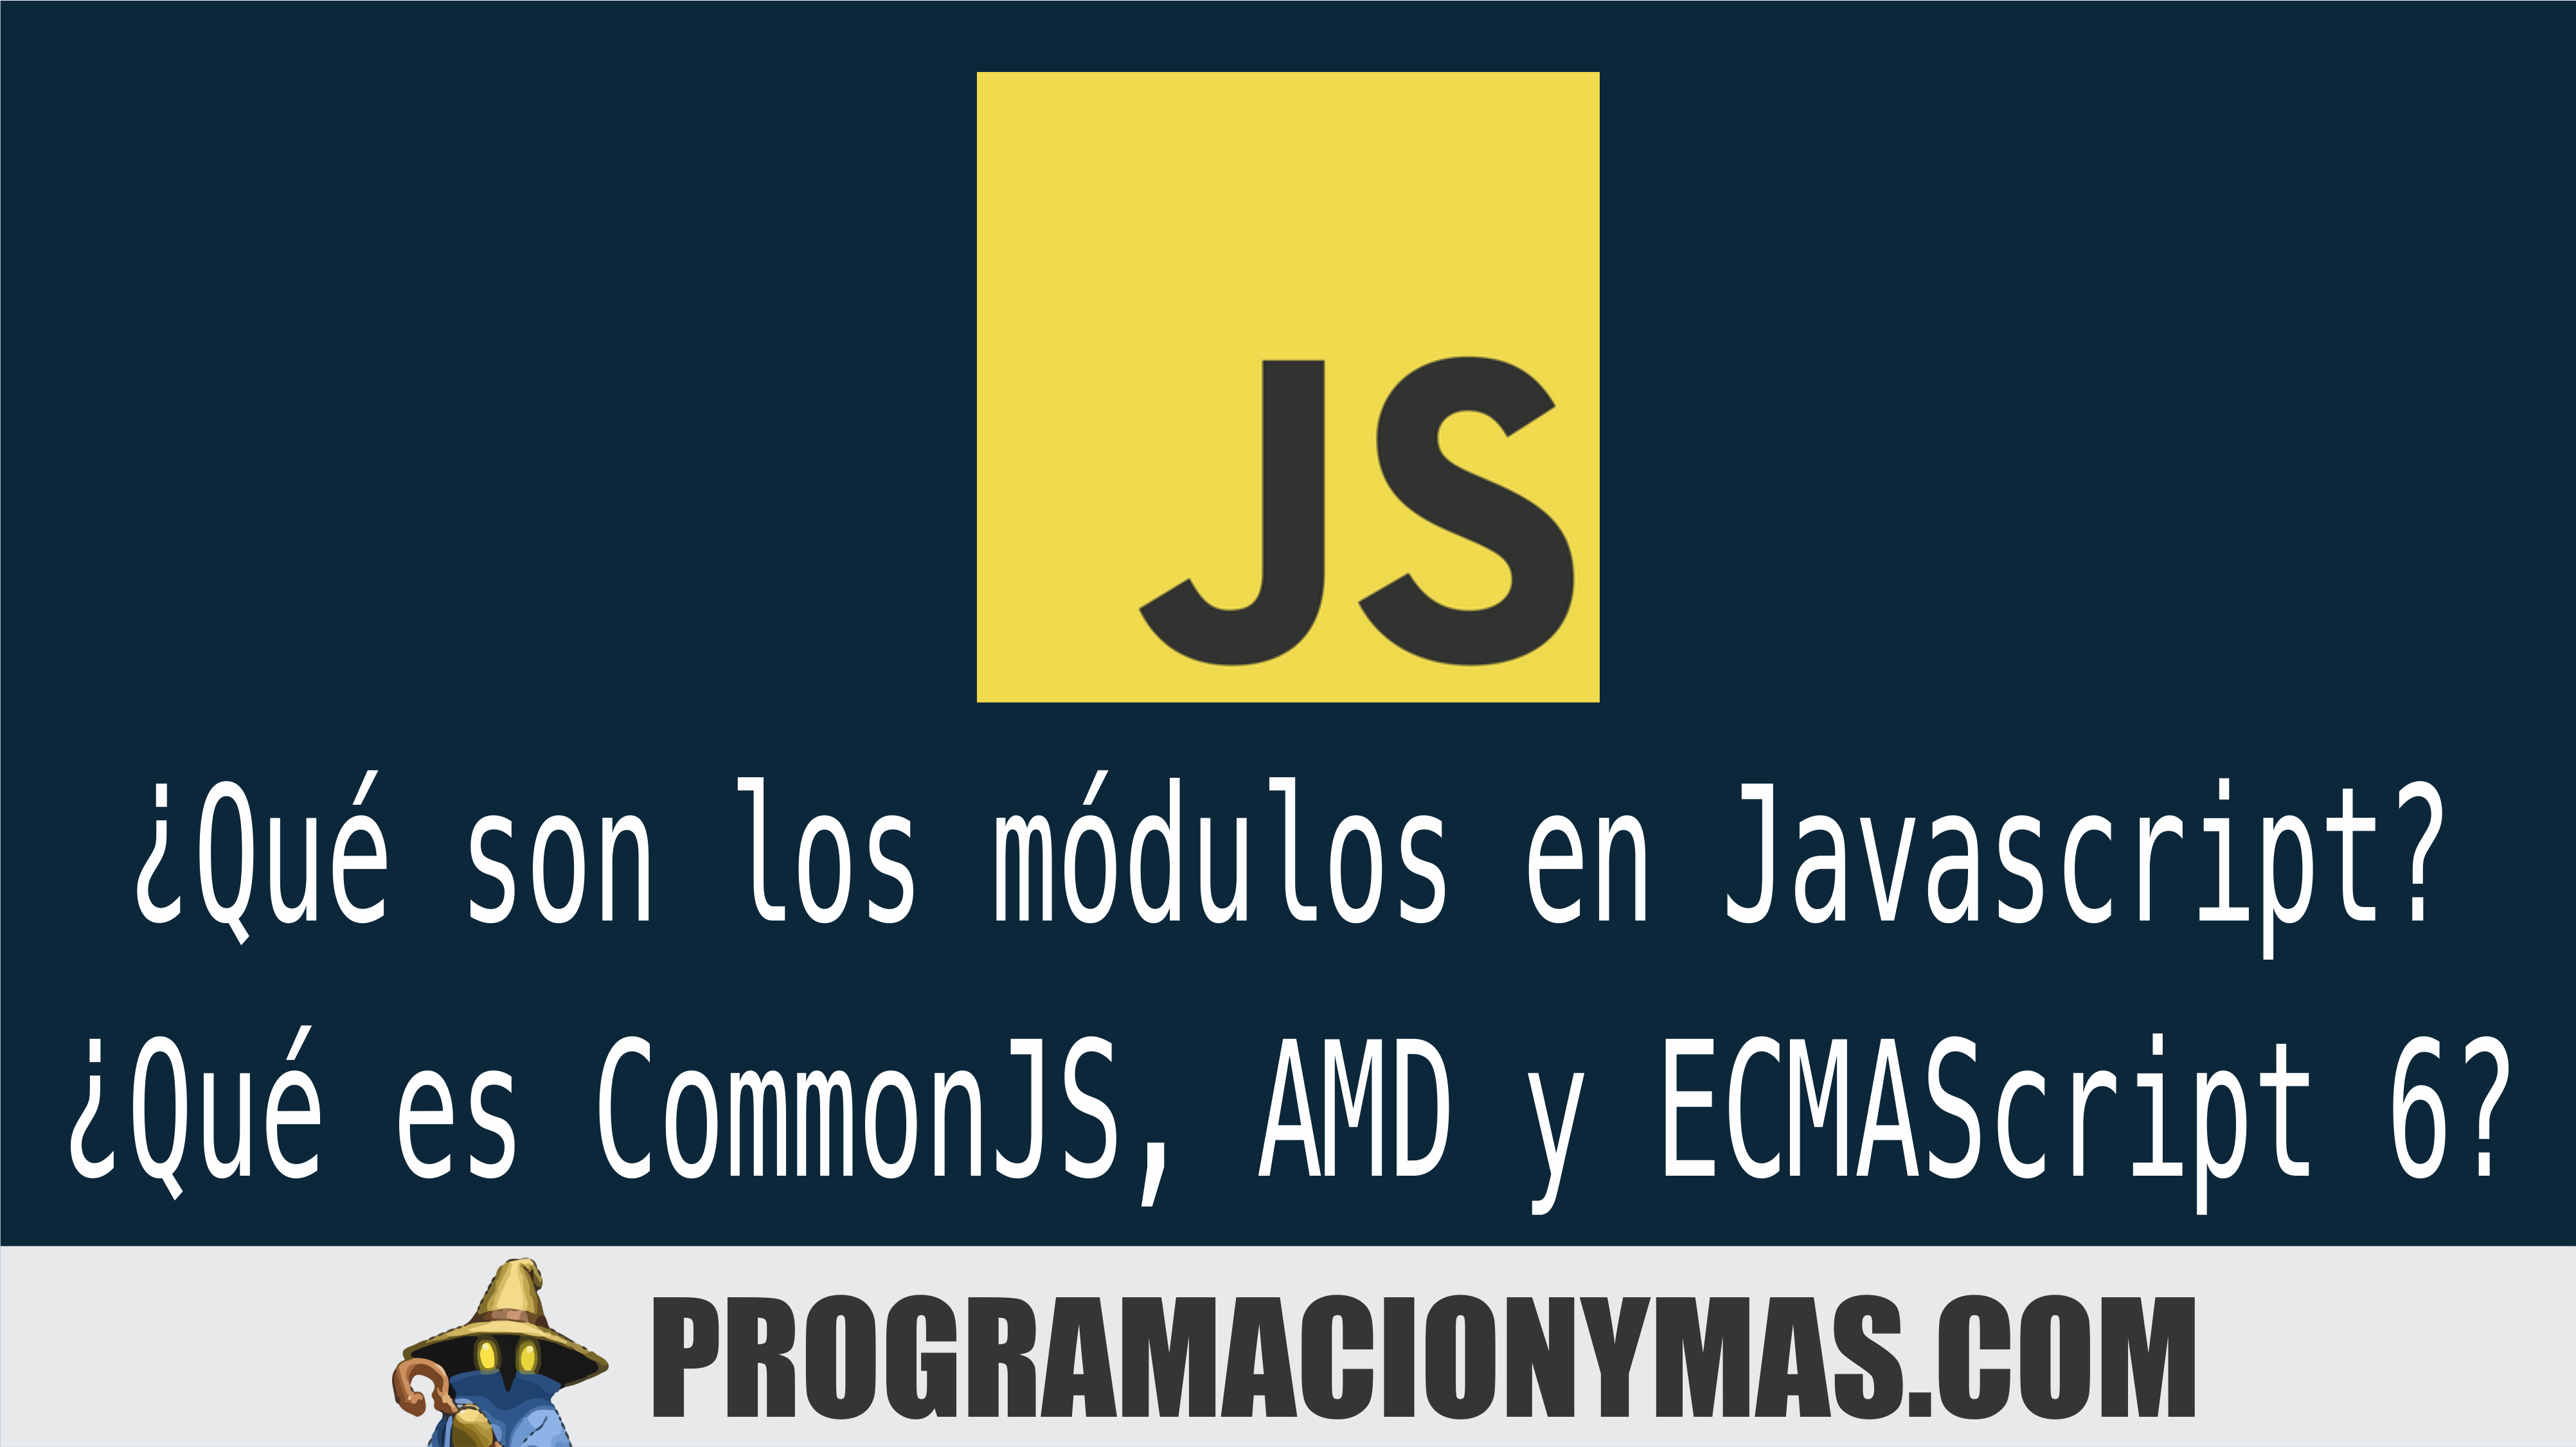 JS
¿Qué son los módulos en Javascript?
¿Qué es CommonJS, AMD y ECMAScript 6?
PROGRAMACIONYMAS.COM